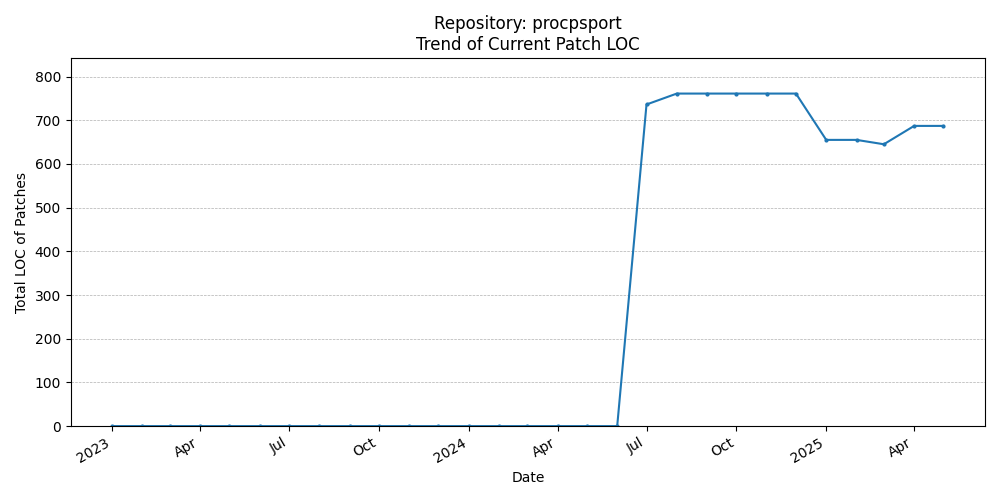 Repository: procpsport
Trend of Current Patch LOC
Total LOC of Patches
800
700
600
500
400
300
200
100
0
2023
Apr
Jul
Oct
2024
Apr
Jul
Oct
2025
Apr
Date